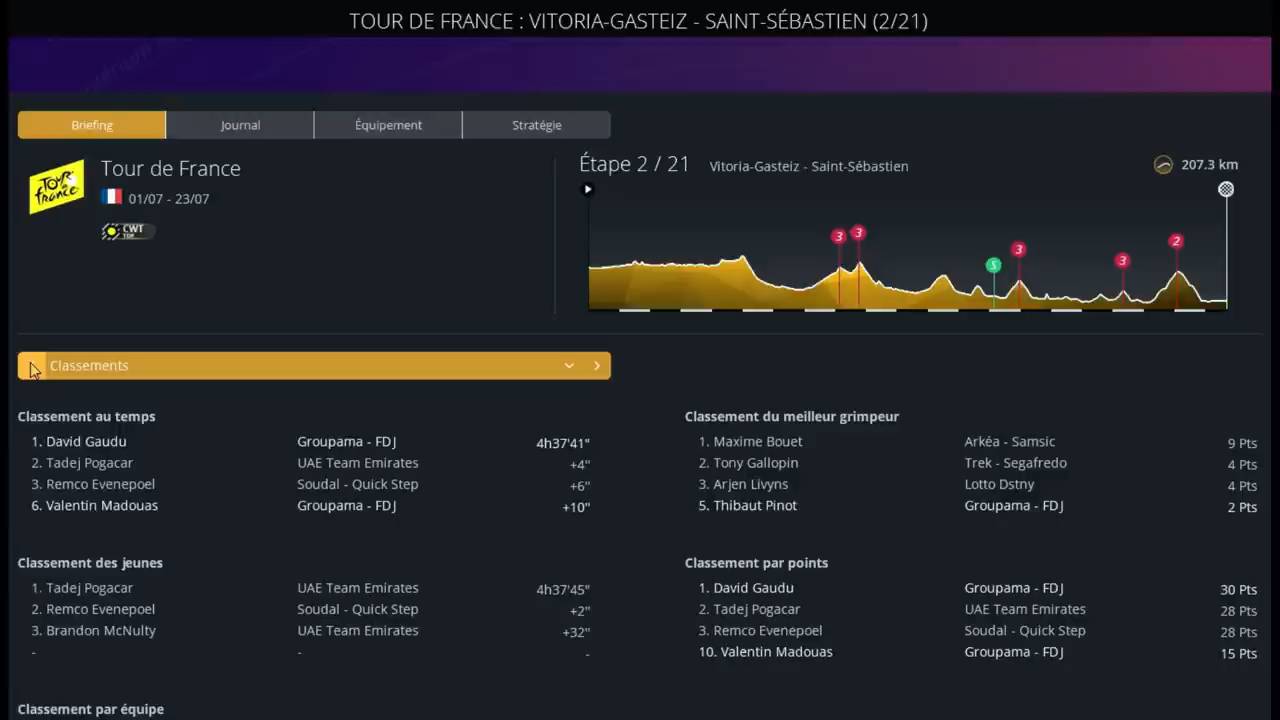 TOUR DE FRANCE : VITORIA-GASTEIZ - SAINT-SÉBASTIEN (2/21)
Briefing Journal Équipement Stratégie
TOUR de france
Tour de France
01/07 - 23/07
CWT
TOP
Étape 2 / 21 Vitoria-Gasteiz - Saint-Sébastien 207.3 km
3 3 S 3 3 2
Classements
Classement au temps
1. David Gaudu Groupama - FDJ 4h37'41"
2. Tadej Pogacar UAE Team Emirates +4"
3. Remco Evenepoel Soudal - Quick Step +6"
6. Valentin Madouas Groupama - FDJ +10"
Classement du meilleur grimpeur
1. Maxime Bouet Arkéa - Samsic 9 Pts
2. Tony Gallopin Trek - Segafredo 4 Pts
3. Arjen Livyns Lotto Dstny 4 Pts
5. Thibaut Pinot Groupama - FDJ 2 Pts
Classement des jeunes
1. Tadej Pogacar UAE Team Emirates 4h37'45"
2. Remco Evenepoel Soudal - Quick Step +2"
3. Brandon McNulty UAE Team Emirates +32"
- - -
Classement par points
1. David Gaudu Groupama - FDJ 30 Pts
2. Tadej Pogacar UAE Team Emirates 28 Pts
3. Remco Evenepoel Soudal - Quick Step 28 Pts
10. Valentin Madouas Groupama - FDJ 15 Pts
Classement par équipe